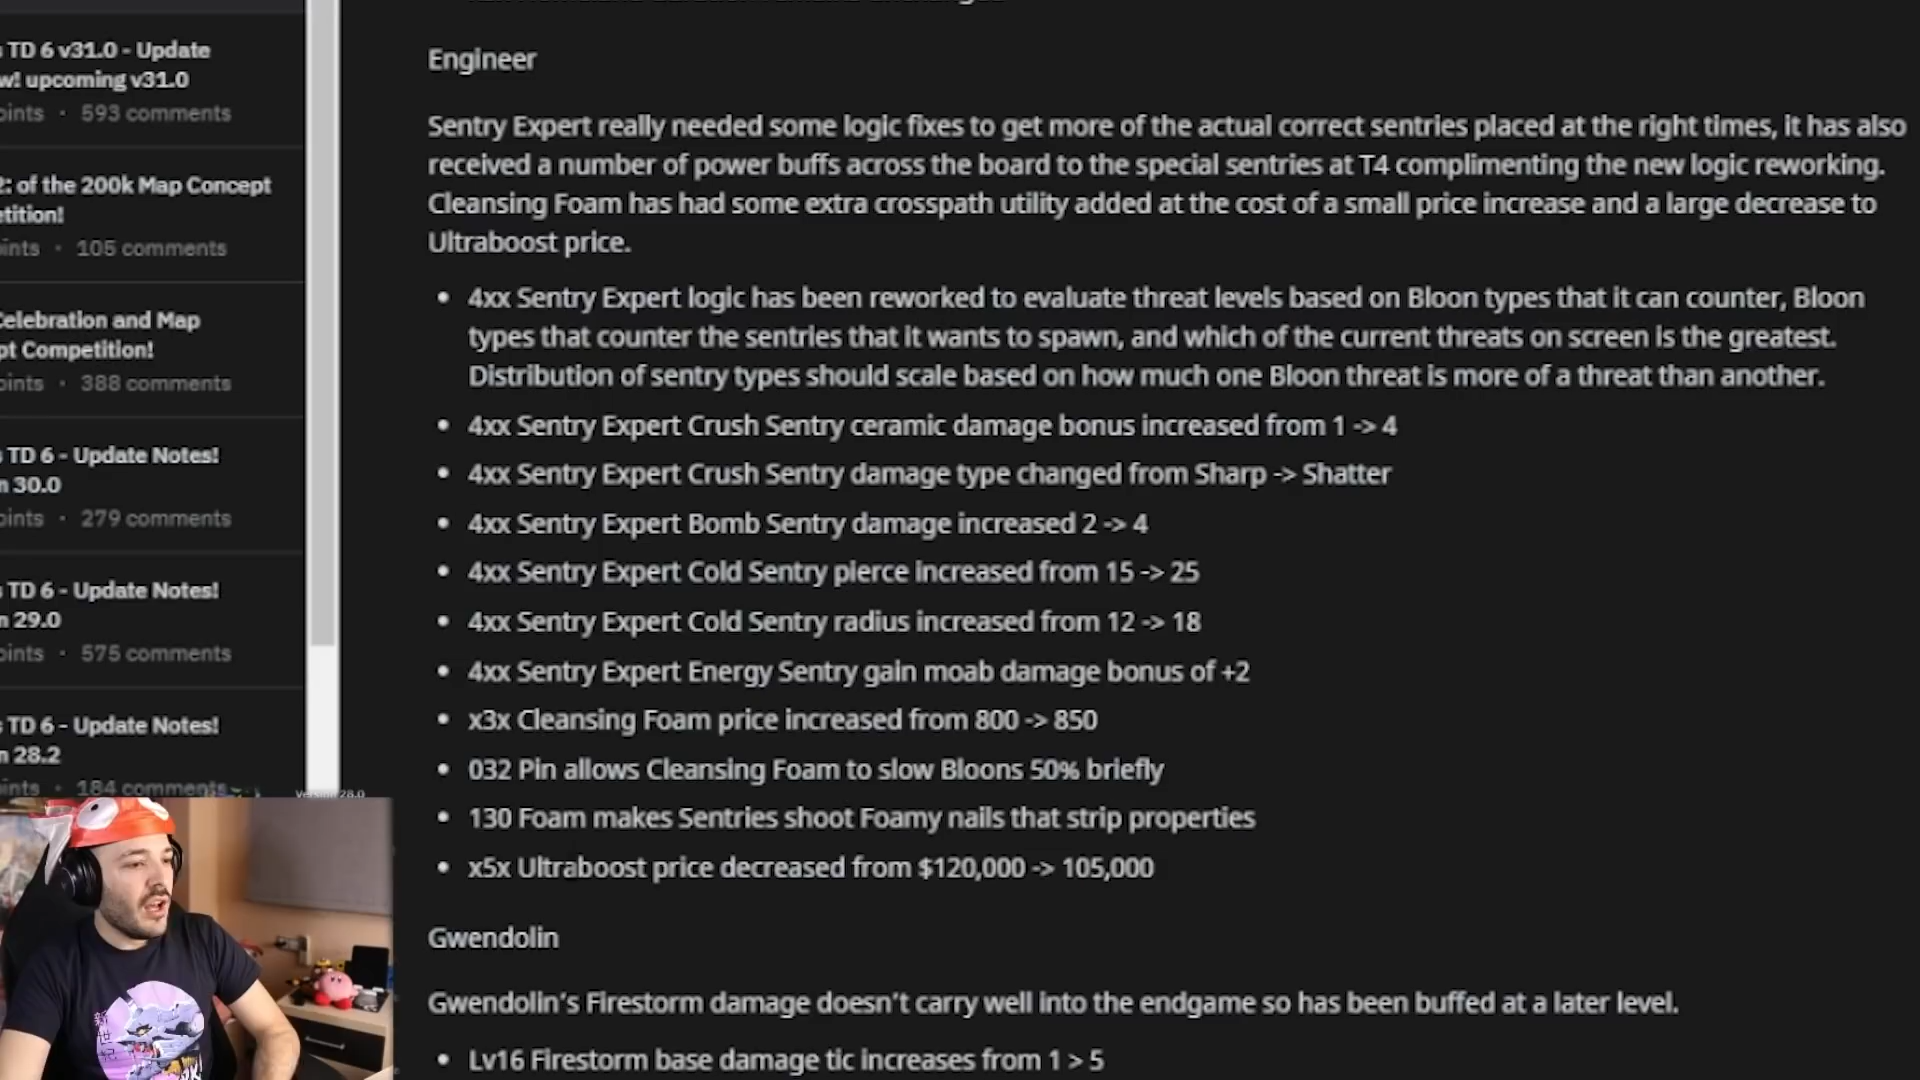 TD 6 v31.0 - Update
w! upcoming v31.0
oints · 593 comments
2: of the 200k Map Concept
etition!
oints · 105 comments
Celebration and Map
pt Competition!
oints · 388 comments
TD 6 - Update Notes!
n 30.0
oints · 279 comments
TD 6 - Update Notes!
n 29.0
oints · 575 comments
TD 6 - Update Notes!
n 28.2
oints · 184 comments
Version 28.0
Engineer
Sentry Expert really needed some logic fixes to get more of the actual correct sentries placed at the right times, it has also
received a number of power buffs across the board to the special sentries at T4 complimenting the new logic reworking.
Cleansing Foam has had some extra crosspath utility added at the cost of a small price increase and a large decrease to
Ultraboost price.
• 4xx Sentry Expert logic has been reworked to evaluate threat levels based on Bloon types that it can counter, Bloon
types that counter the sentries that it wants to spawn, and which of the current threats on screen is the greatest.
Distribution of sentry types should scale based on how much one Bloon threat is more of a threat than another.
• 4xx Sentry Expert Crush Sentry ceramic damage bonus increased from 1 -> 4
• 4xx Sentry Expert Crush Sentry damage type changed from Sharp -> Shatter
• 4xx Sentry Expert Bomb Sentry damage increased 2 -> 4
• 4xx Sentry Expert Cold Sentry pierce increased from 15 -> 25
• 4xx Sentry Expert Cold Sentry radius increased from 12 -> 18
• 4xx Sentry Expert Energy Sentry gain moab damage bonus of +2
• x3x Cleansing Foam price increased from 800 -> 850
• 032 Pin allows Cleansing Foam to slow Bloons 50% briefly
• 130 Foam makes Sentries shoot Foamy nails that strip properties
• x5x Ultraboost price decreased from $120,000 -> 105,000
Gwendolin
Gwendolin's Firestorm damage doesn't carry well into the endgame so has been buffed at a later level.
• Lv16 Firestorm base damage tic increases from 1 > 5